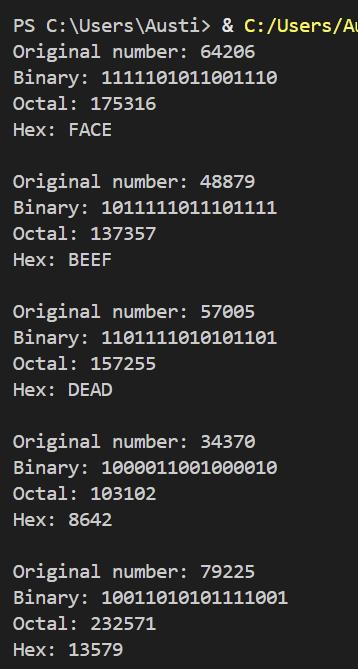 PS C:\Users\Austi> & C:/Users/Au
Original number: 64206
Binary: 1111101011001110
Octal: 175316
Hex: FACE
Original number: 48879
Binary: 1011111011101111
Octal: 137357
Hex: BEEF
Original number: 57005
Binary: 1101111010101101
Octal: 157255
Hex: DEAD
Original number: 34370
Binary: 1000011001000010
Octal: 103102
Hex: 8642
Original number: 79225
Binary: 10011010101111001
Octal: 232571
Hex: 13579